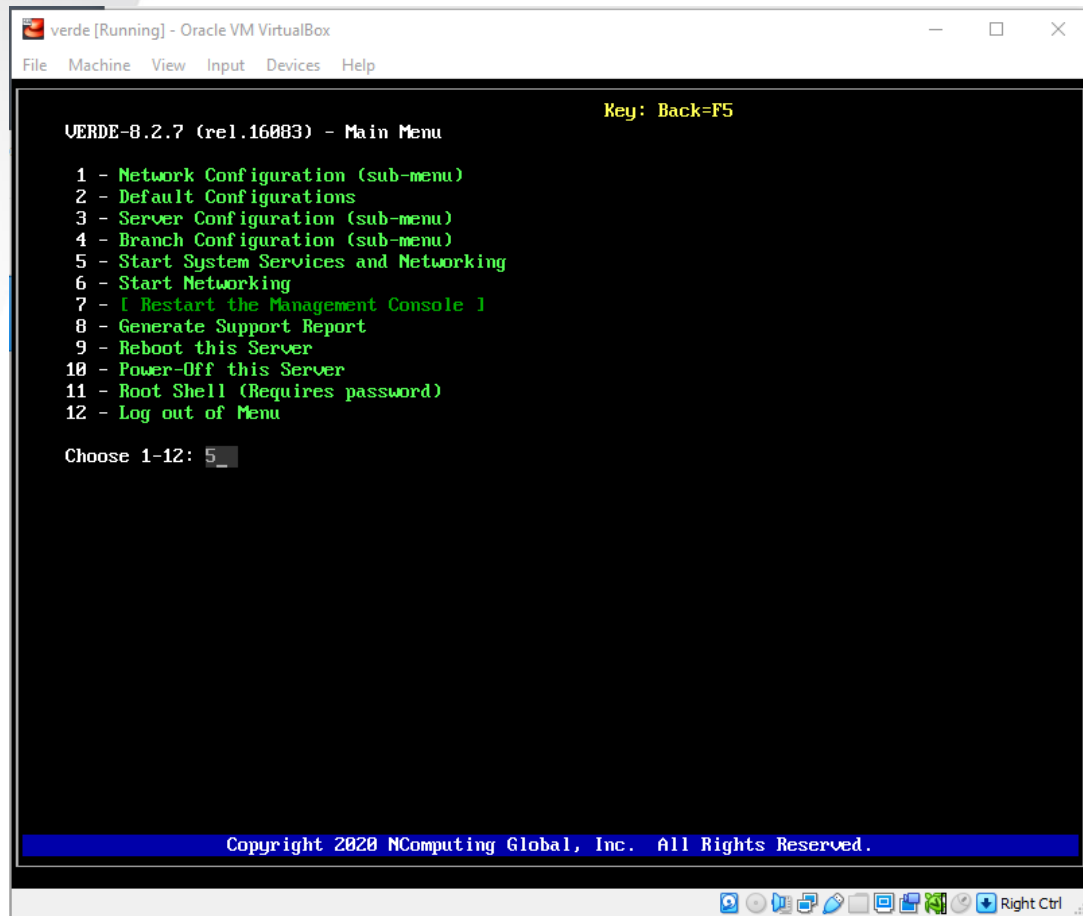 verde [Running] - Oracle VM VirtualBox
File Machine View Input Devices Help
Key: Back=F5
VERDE-8.2.7 (rel.16083) - Main Menu
1 - Network Configuration (sub-menu)
2 - Default Configurations
3 - Server Configuration (sub-menu)
4 - Branch Configuration (sub-menu)
5 - Start System Services and Networking
6 - Start Networking
7 - [ Restart the Management Console ]
8 - Generate Support Report
9 - Reboot this Server
10 - Power-Off this Server
11 - Root Shell (Requires password)
12 - Log out of Menu
Choose 1-12: 5_
Copyright 2020 NComputing Global, Inc. All Rights Reserved.
Right Ctrl